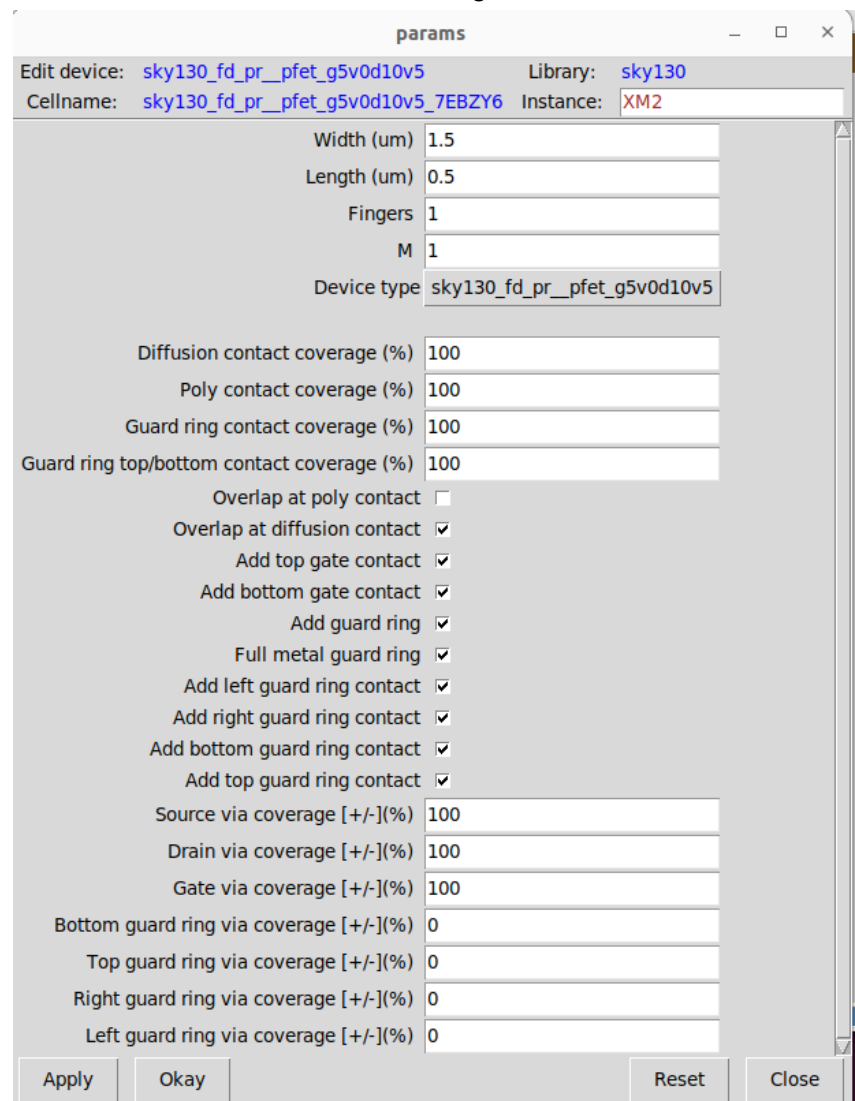 params
Edit device: sky130_fd_pr__pfet_g5v0d10v5 Library: sky130
Cellname: sky130_fd_pr__pfet_g5v0d10v5_7EBZY6 Instance: XM2
Width (um) 1.5
Length (um) 0.5
Fingers 1
M 1
Device type sky130_fd_pr__pfet_g5v0d10v5
Diffusion contact coverage (%) 100
Poly contact coverage (%) 100
Guard ring contact coverage (%) 100
Guard ring top/bottom contact coverage (%) 100
Overlap at poly contact
Overlap at diffusion contact
Add top gate contact
Add bottom gate contact
Add guard ring
Full metal guard ring
Add left guard ring contact
Add right guard ring contact
Add bottom guard ring contact
Add top guard ring contact
Source via coverage [+/-](%) 100
Drain via coverage [+/-](%) 100
Gate via coverage [+/-](%) 100
Bottom guard ring via coverage [+/-](%) 0
Top guard ring via coverage [+/-](%) 0
Right guard ring via coverage [+/-](%) 0
Left guard ring via coverage [+/-](%) 0
Apply Okay Reset Close